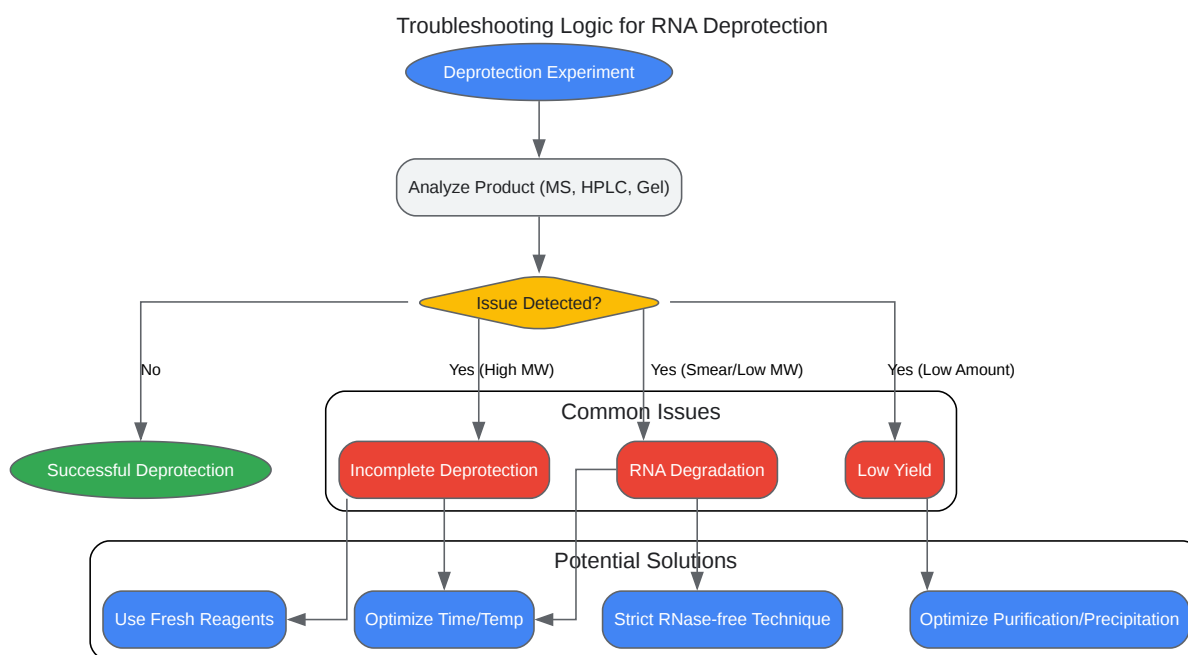 Troubleshooting Logic for RNA Deprotection
Deprotection Experiment
Analyze Product (MS, HPLC, Gel)
Issue Detected?
No
Yes (High MW)
Yes (Smear/Low MW)
Yes (Low Amount)
Common Issues
Successful Deprotection
Incomplete Deprotection
RNA Degradation
Low Yield
Potential Solutions
Use Fresh Reagents
Optimize Time/Temp
Strict RNase-free Technique
Optimize Purification/Precipitation